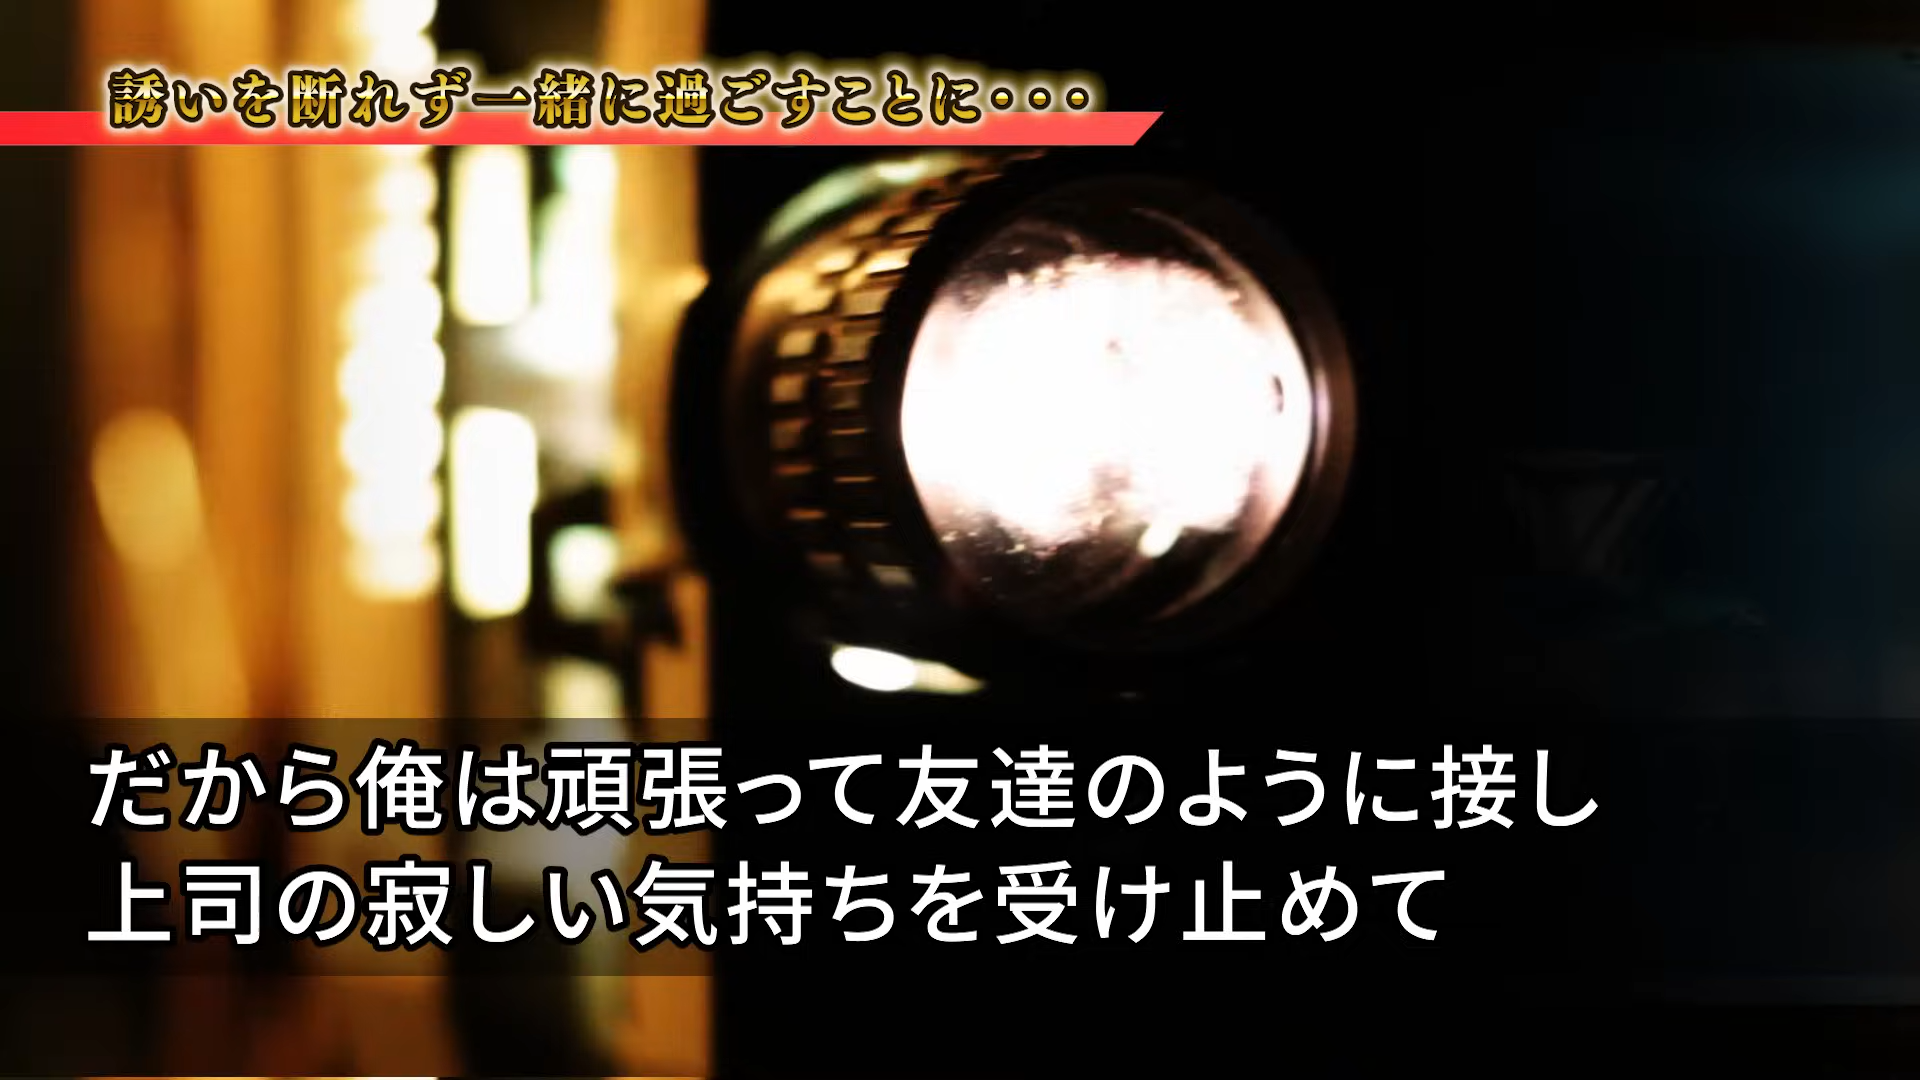 誘いを断れず一緒に過ごすことに・・・
だから俺は頑張って友達のように接し
上司の寂しい気持ちを受け止めて